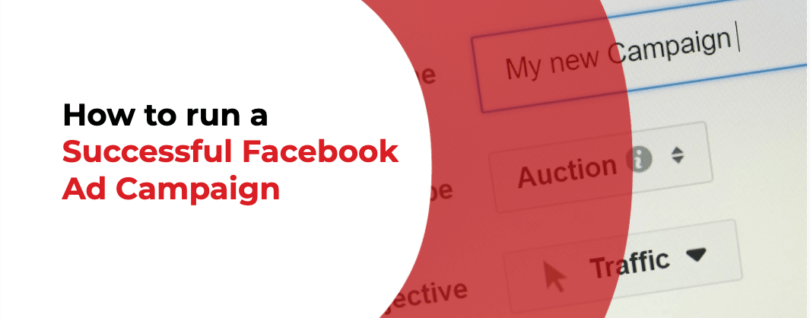 How to run a
Successful Facebook
Ad Campaign
My new Campaign
Auction
Traffic